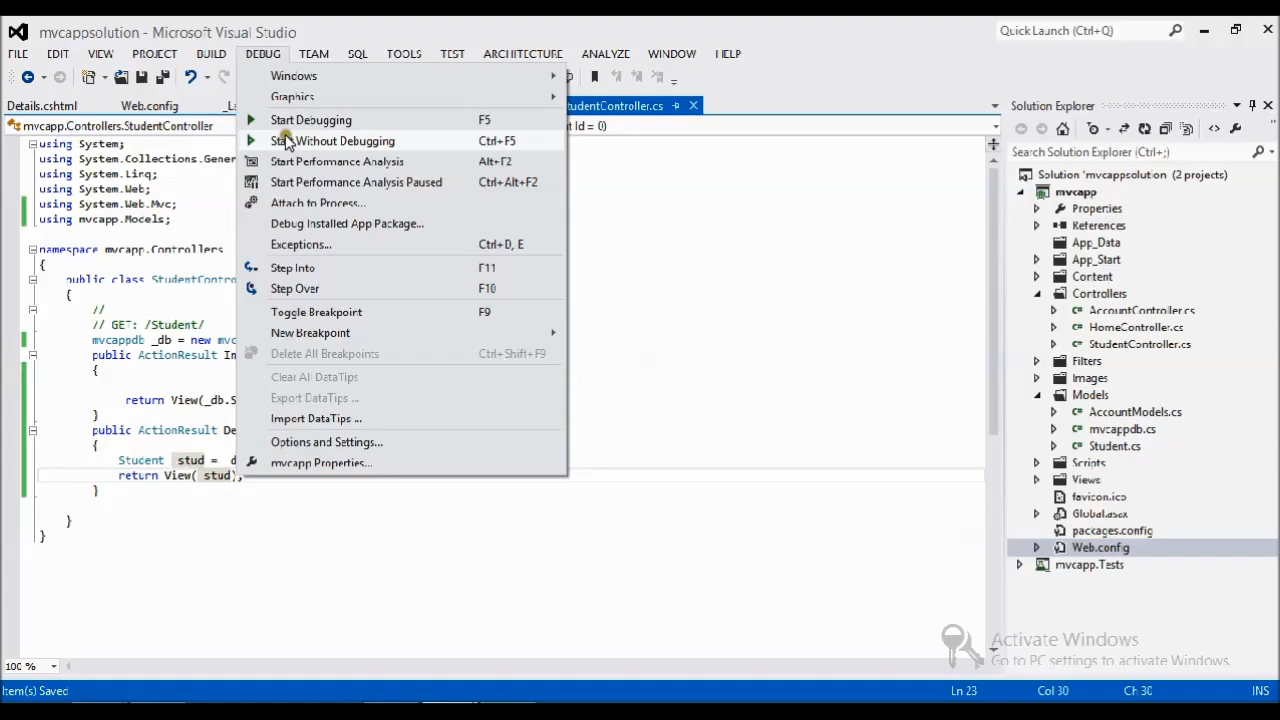 mvcappsolution - Microsoft Visual Studio
Quick Launch (Ctrl+Q)
FILE EDIT VIEW PROJECT BUILD DEBUG TEAM SQL TOOLS TEST ARCHITECTURE ANALYZE WINDOW HELP
Details.cshtml Web.config _La
tudentController.cs
mvcapp.Controllers.StudentController
t Id = 0)
using System;
using System.Collections.Gener
using System.Linq;
using System.Web;
using System.Web.Mvc;
using mvcapp.Models;
namespace mvcapp.Controllers
{
public class StudentContro
{
//
// GET: /Student/
mvcappdb _db = new mvc
public ActionResult In
{
return View(_db.S
}
public ActionResult De
{
Student stud = d
return View( stud);
}
}
}
Windows
Graphics
Start Debugging F5
Start Without Debugging Ctrl+F5
Start Performance Analysis Alt+F2
Start Performance Analysis Paused Ctrl+Alt+F2
Attach to Process...
Debug Installed App Package...
Exceptions... Ctrl+D, E
Step Into F11
Step Over F10
Toggle Breakpoint F9
New Breakpoint
Delete All Breakpoints Ctrl+Shift+F9
Clear All DataTips
Export DataTips ...
Import DataTips ...
Options and Settings...
mvcapp Properties...
Solution Explorer
Search Solution Explorer (Ctrl+;)
Solution 'mvcappsolution' (2 projects)
mvcapp
Properties
References
App_Data
App_Start
Content
Controllers
AccountController.cs
HomeController.cs
StudentController.cs
Filters
Images
Models
AccountModels.cs
mvcappdb.cs
Student.cs
Scripts
Views
favicon.ico
Global.asax
packages.config
Web.config
mvcapp.Tests
Activate Windows
Go to PC settings to activate Windows.
100 %
Item(s) Saved
Ln 23 Col 30 Ch 30 INS